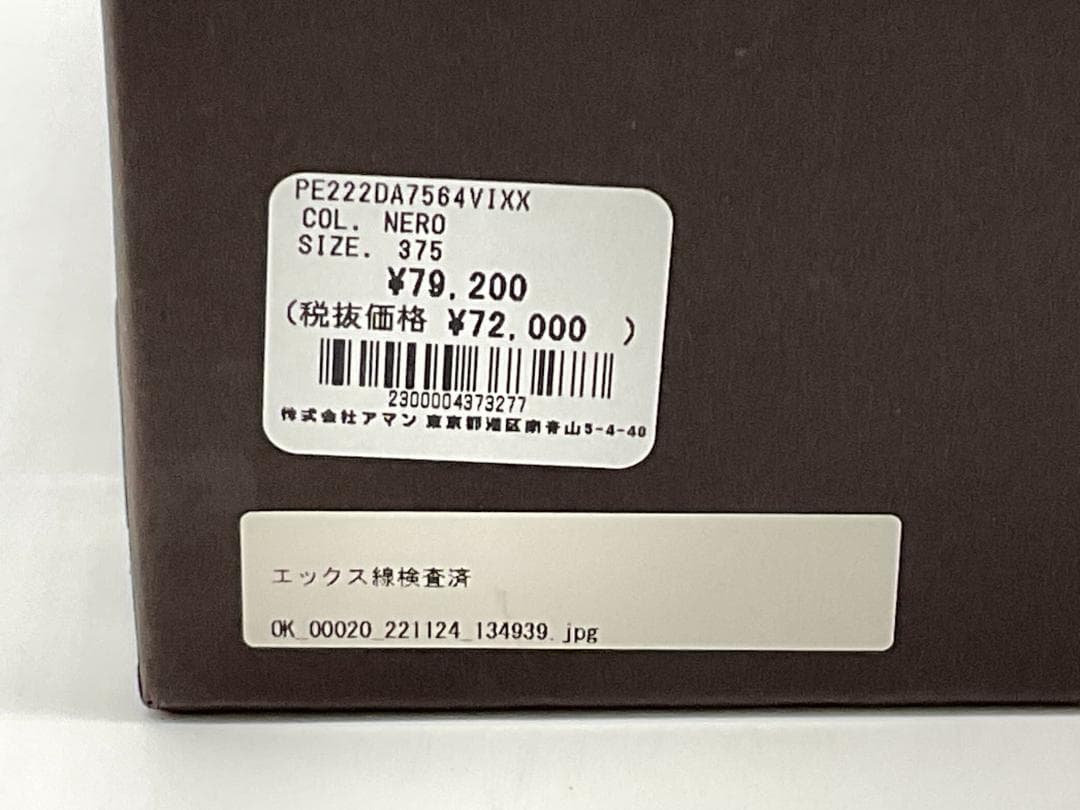 PE222DA7564VIXX
COL. NERO
SIZE. 375
¥79,200
(税抜価格 ¥72,000 )
2300004373277
株式会社アマン 東京都港区南青山5-4-40
エックス線検査済
OK_00020_221124_134939.jpg